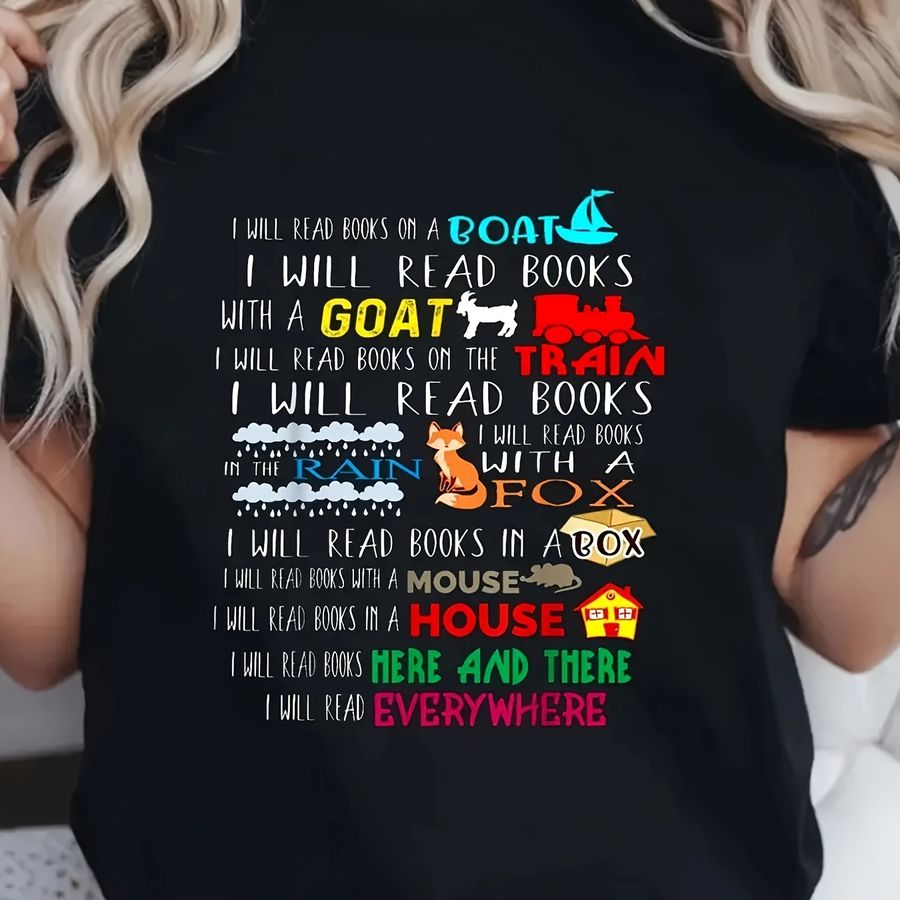 I WILL READ BOOKS ON A BOAT
I WILL READ BOOKS
WITH A GOAT
I WILL READ BOOKS ON THE TRAIN
I WILL READ BOOKS
IN THE RAIN
I WILL READ BOOKS
WITH A
FOX
I WILL READ BOOKS IN A BOX
I WILL READ BOOKS WITH A MOUSE
I WILL READ BOOKS IN A HOUSE
I WILL READ BOOKS HERE AND THERE
I WILL READ EVERYWHERE